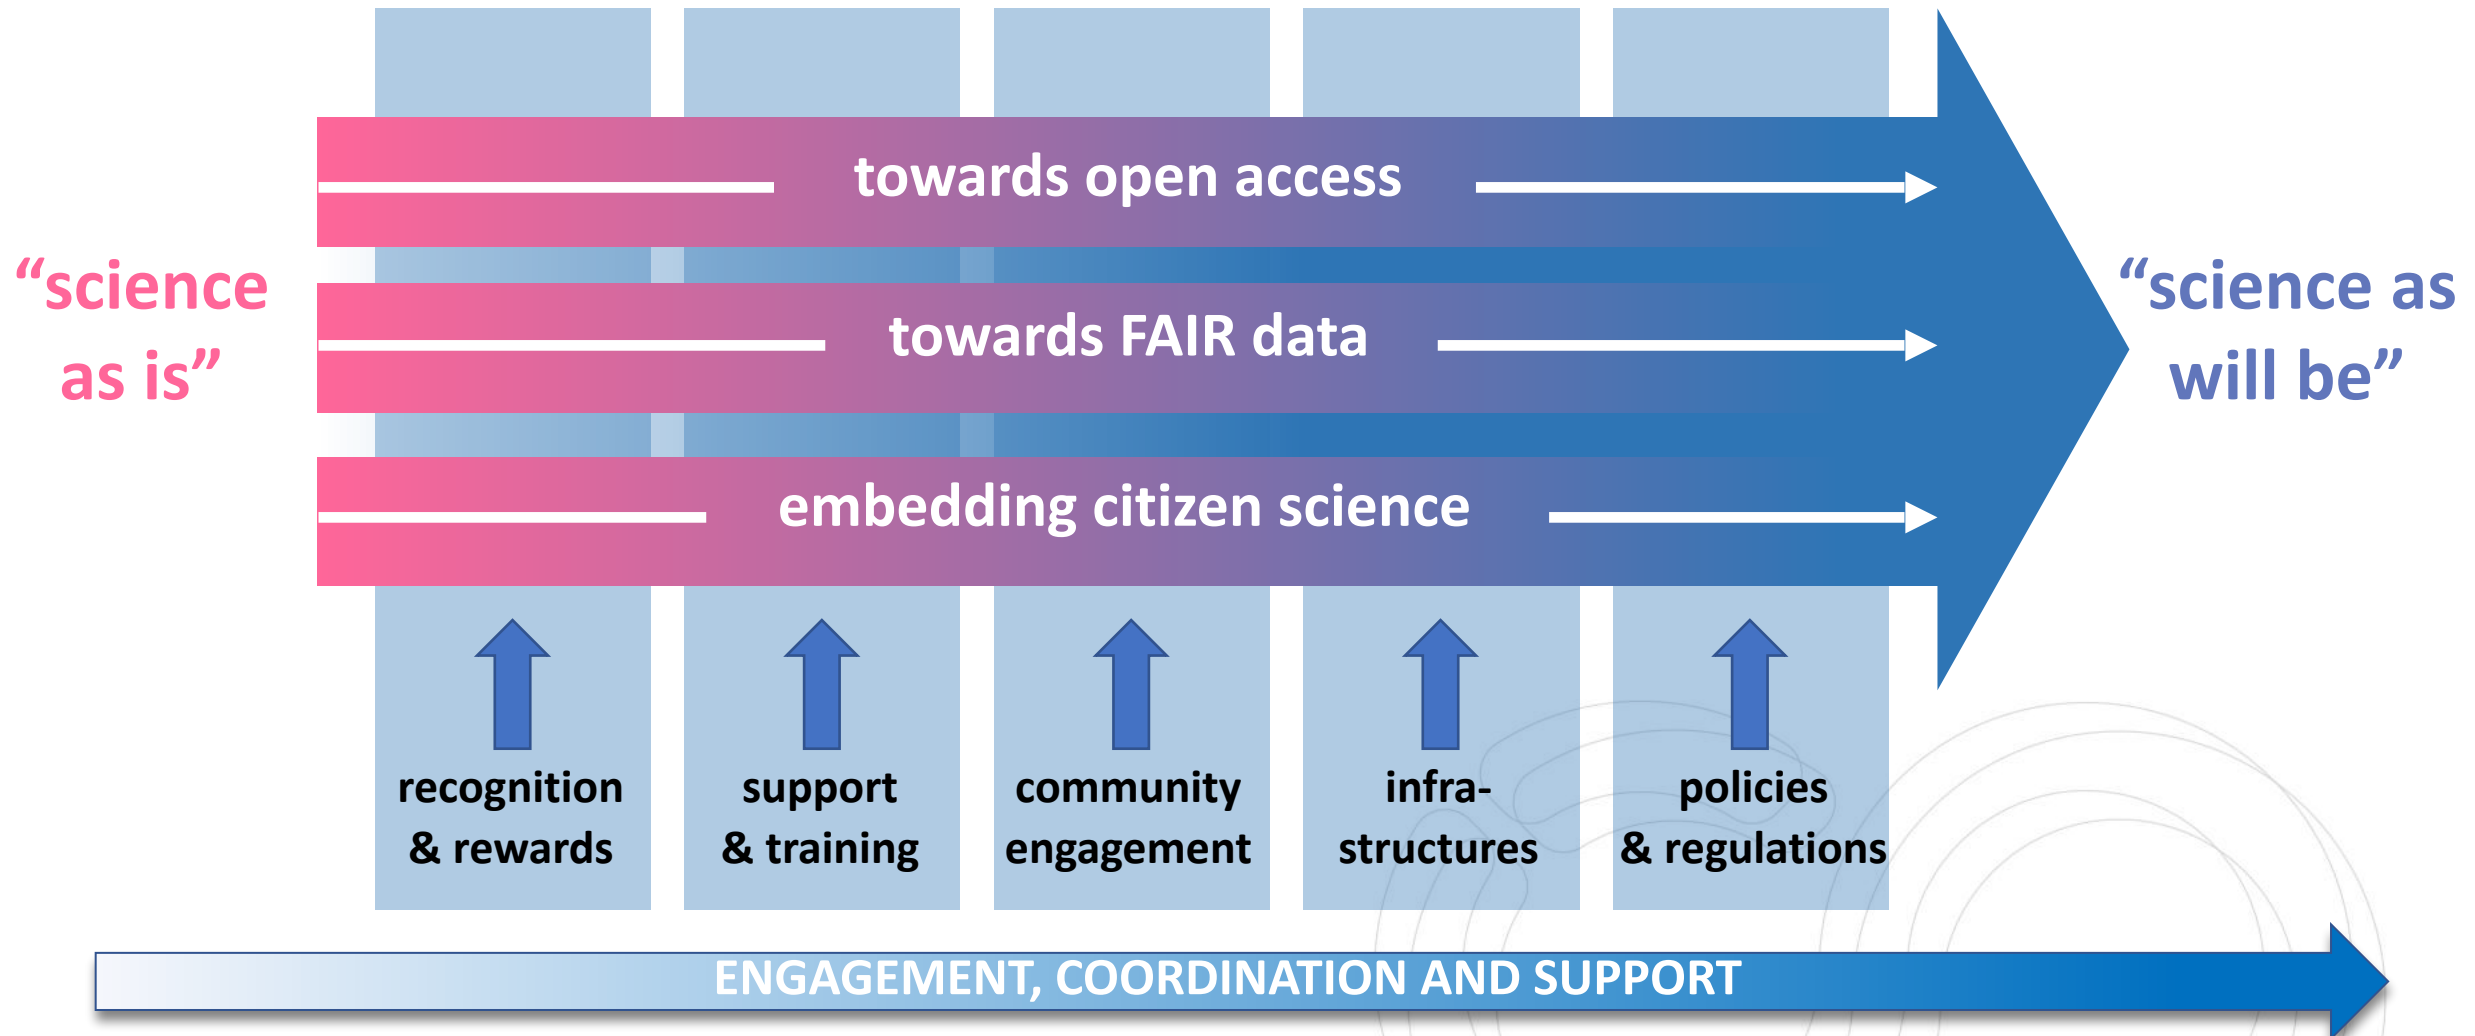 towards open access
“science
as is”
towards FAIR data
“science as
will be”
embedding citizen science
recognition
& rewards
support
& training
community
engagement
infra-
structures
policies
& regulations
ENGAGEMENT, COORDINATION AND SUPPORT